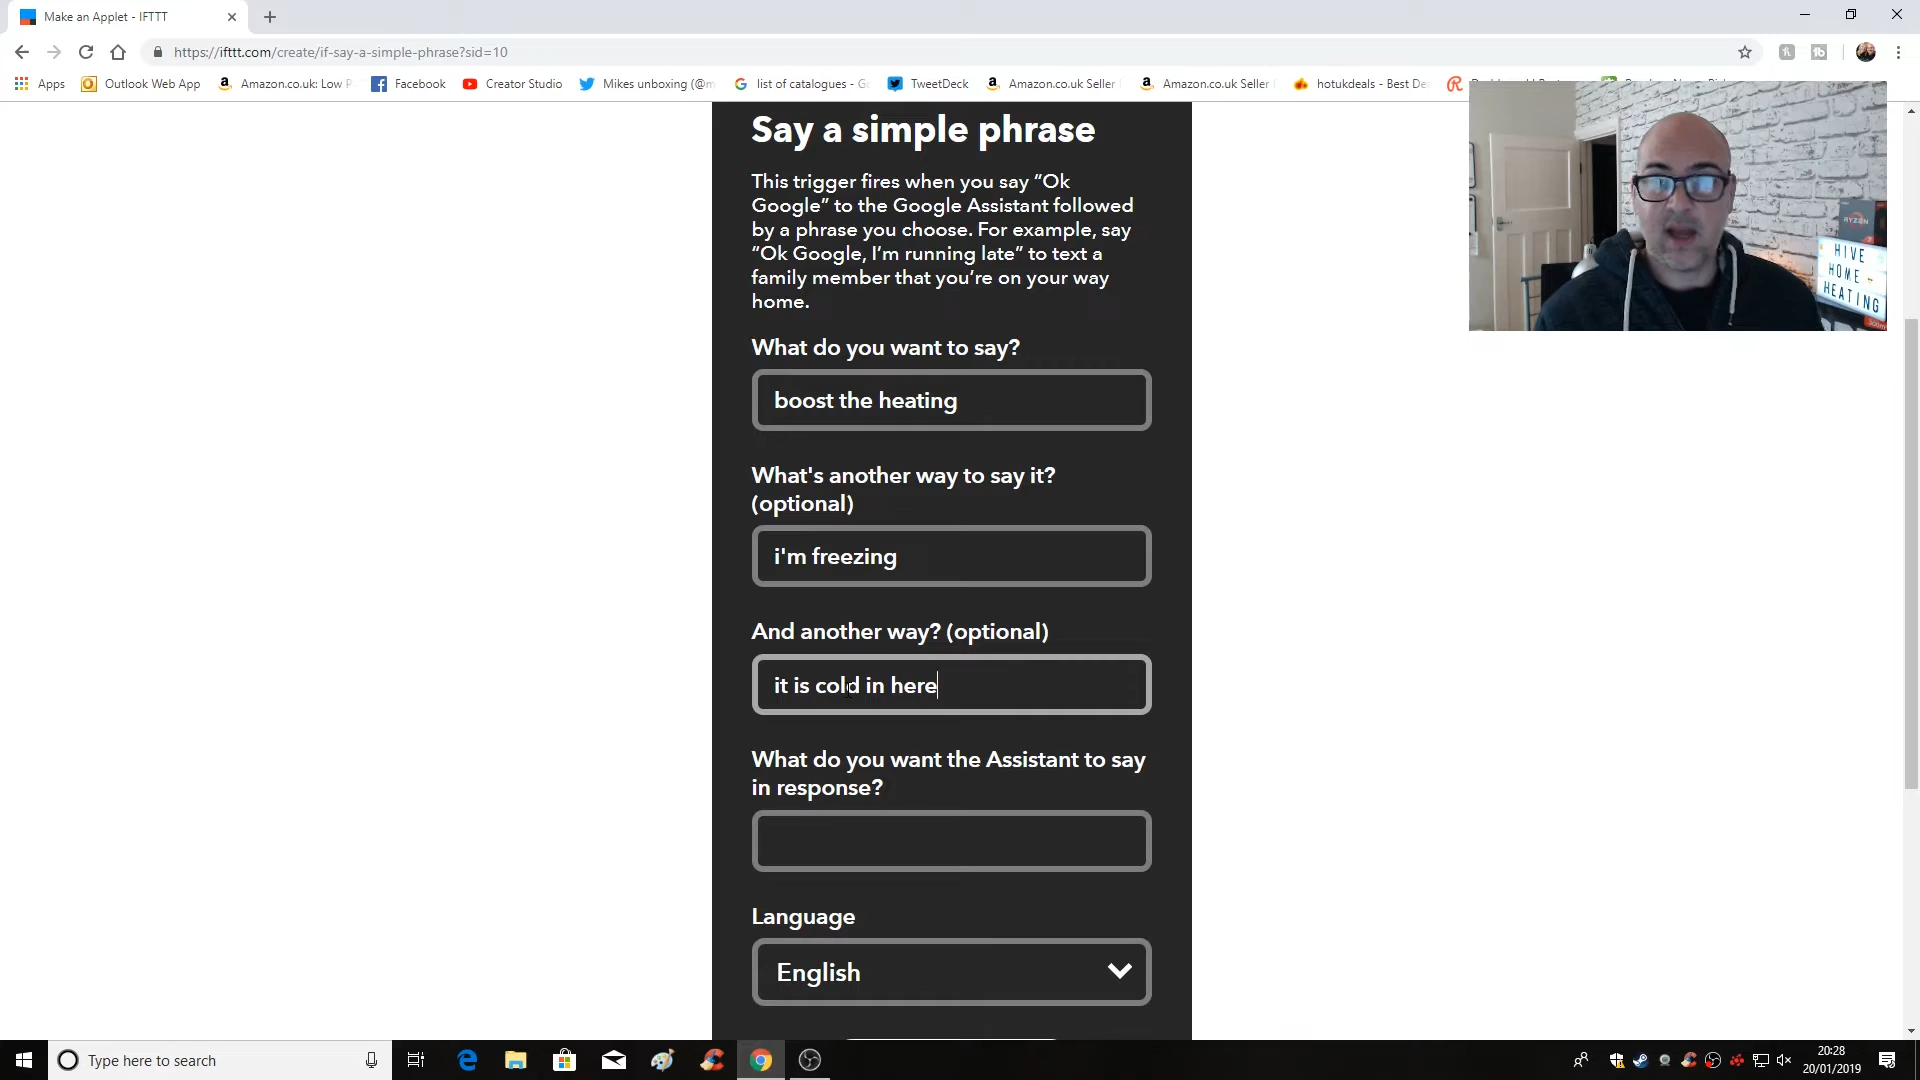 Make an Applet - IFTTT
https://ifttt.com/create/if-say-a-simple-phrase?sid=10
Apps
Outlook Web App
Amazon.co.uk: Low P
Facebook
Creator Studio
Mikes unboxing (@m
list of catalogues - G
TweetDeck
Amazon.co.uk Seller
Amazon.co.uk Seller
hotukdeals - Best De
Say a simple phrase
This trigger fires when you say “Ok
Google” to the Google Assistant followed
by a phrase you choose. For example, say
“Ok Google, I’m running late” to text a
family member that you’re on your way
home.
What do you want to say?
boost the heating
What's another way to say it?
(optional)
i'm freezing
And another way? (optional)
it is cold in here
What do you want the Assistant to say
in response?
Language
English
RYZEN
HIVE
HOME
HEATING
Type here to search
20:28
20/01/2019